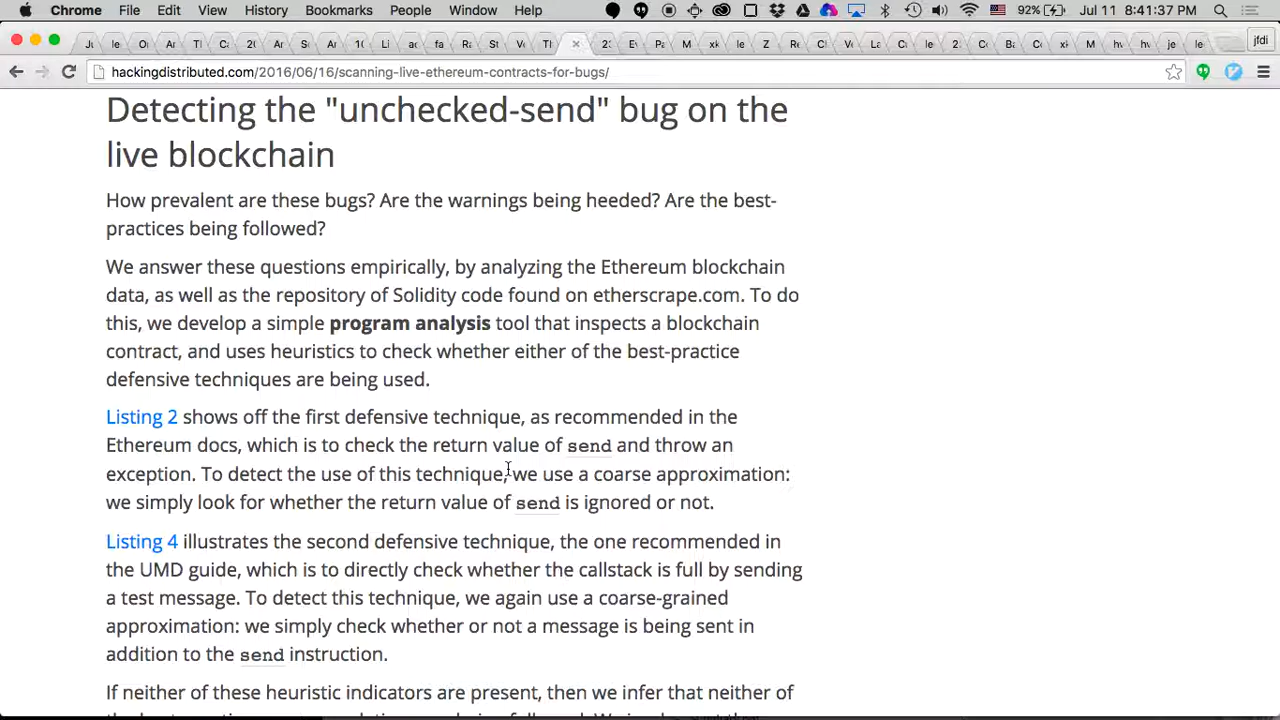 Chrome File Edit View History Bookmarks People Window Help 92% Jul 11 8:41:37 PM
jfdi
hackingdistributed.com/2016/06/16/scanning-live-ethereum-contracts-for-bugs/
Detecting the "unchecked-send" bug on the
live blockchain
How prevalent are these bugs? Are the warnings being heeded? Are the best-
practices being followed?
We answer these questions empirically, by analyzing the Ethereum blockchain
data, as well as the repository of Solidity code found on etherscrape.com. To do
this, we develop a simple program analysis tool that inspects a blockchain
contract, and uses heuristics to check whether either of the best-practice
defensive techniques are being used.
Listing 2 shows off the first defensive technique, as recommended in the
Ethereum docs, which is to check the return value of send and throw an
exception. To detect the use of this technique, we use a coarse approximation:
we simply look for whether the return value of send is ignored or not.
Listing 4 illustrates the second defensive technique, the one recommended in
the UMD guide, which is to directly check whether the callstack is full by sending
a test message. To detect this technique, we again use a coarse-grained
approximation: we simply check whether or not a message is being sent in
addition to the send instruction.
If neither of these heuristic indicators are present, then we infer that neither of